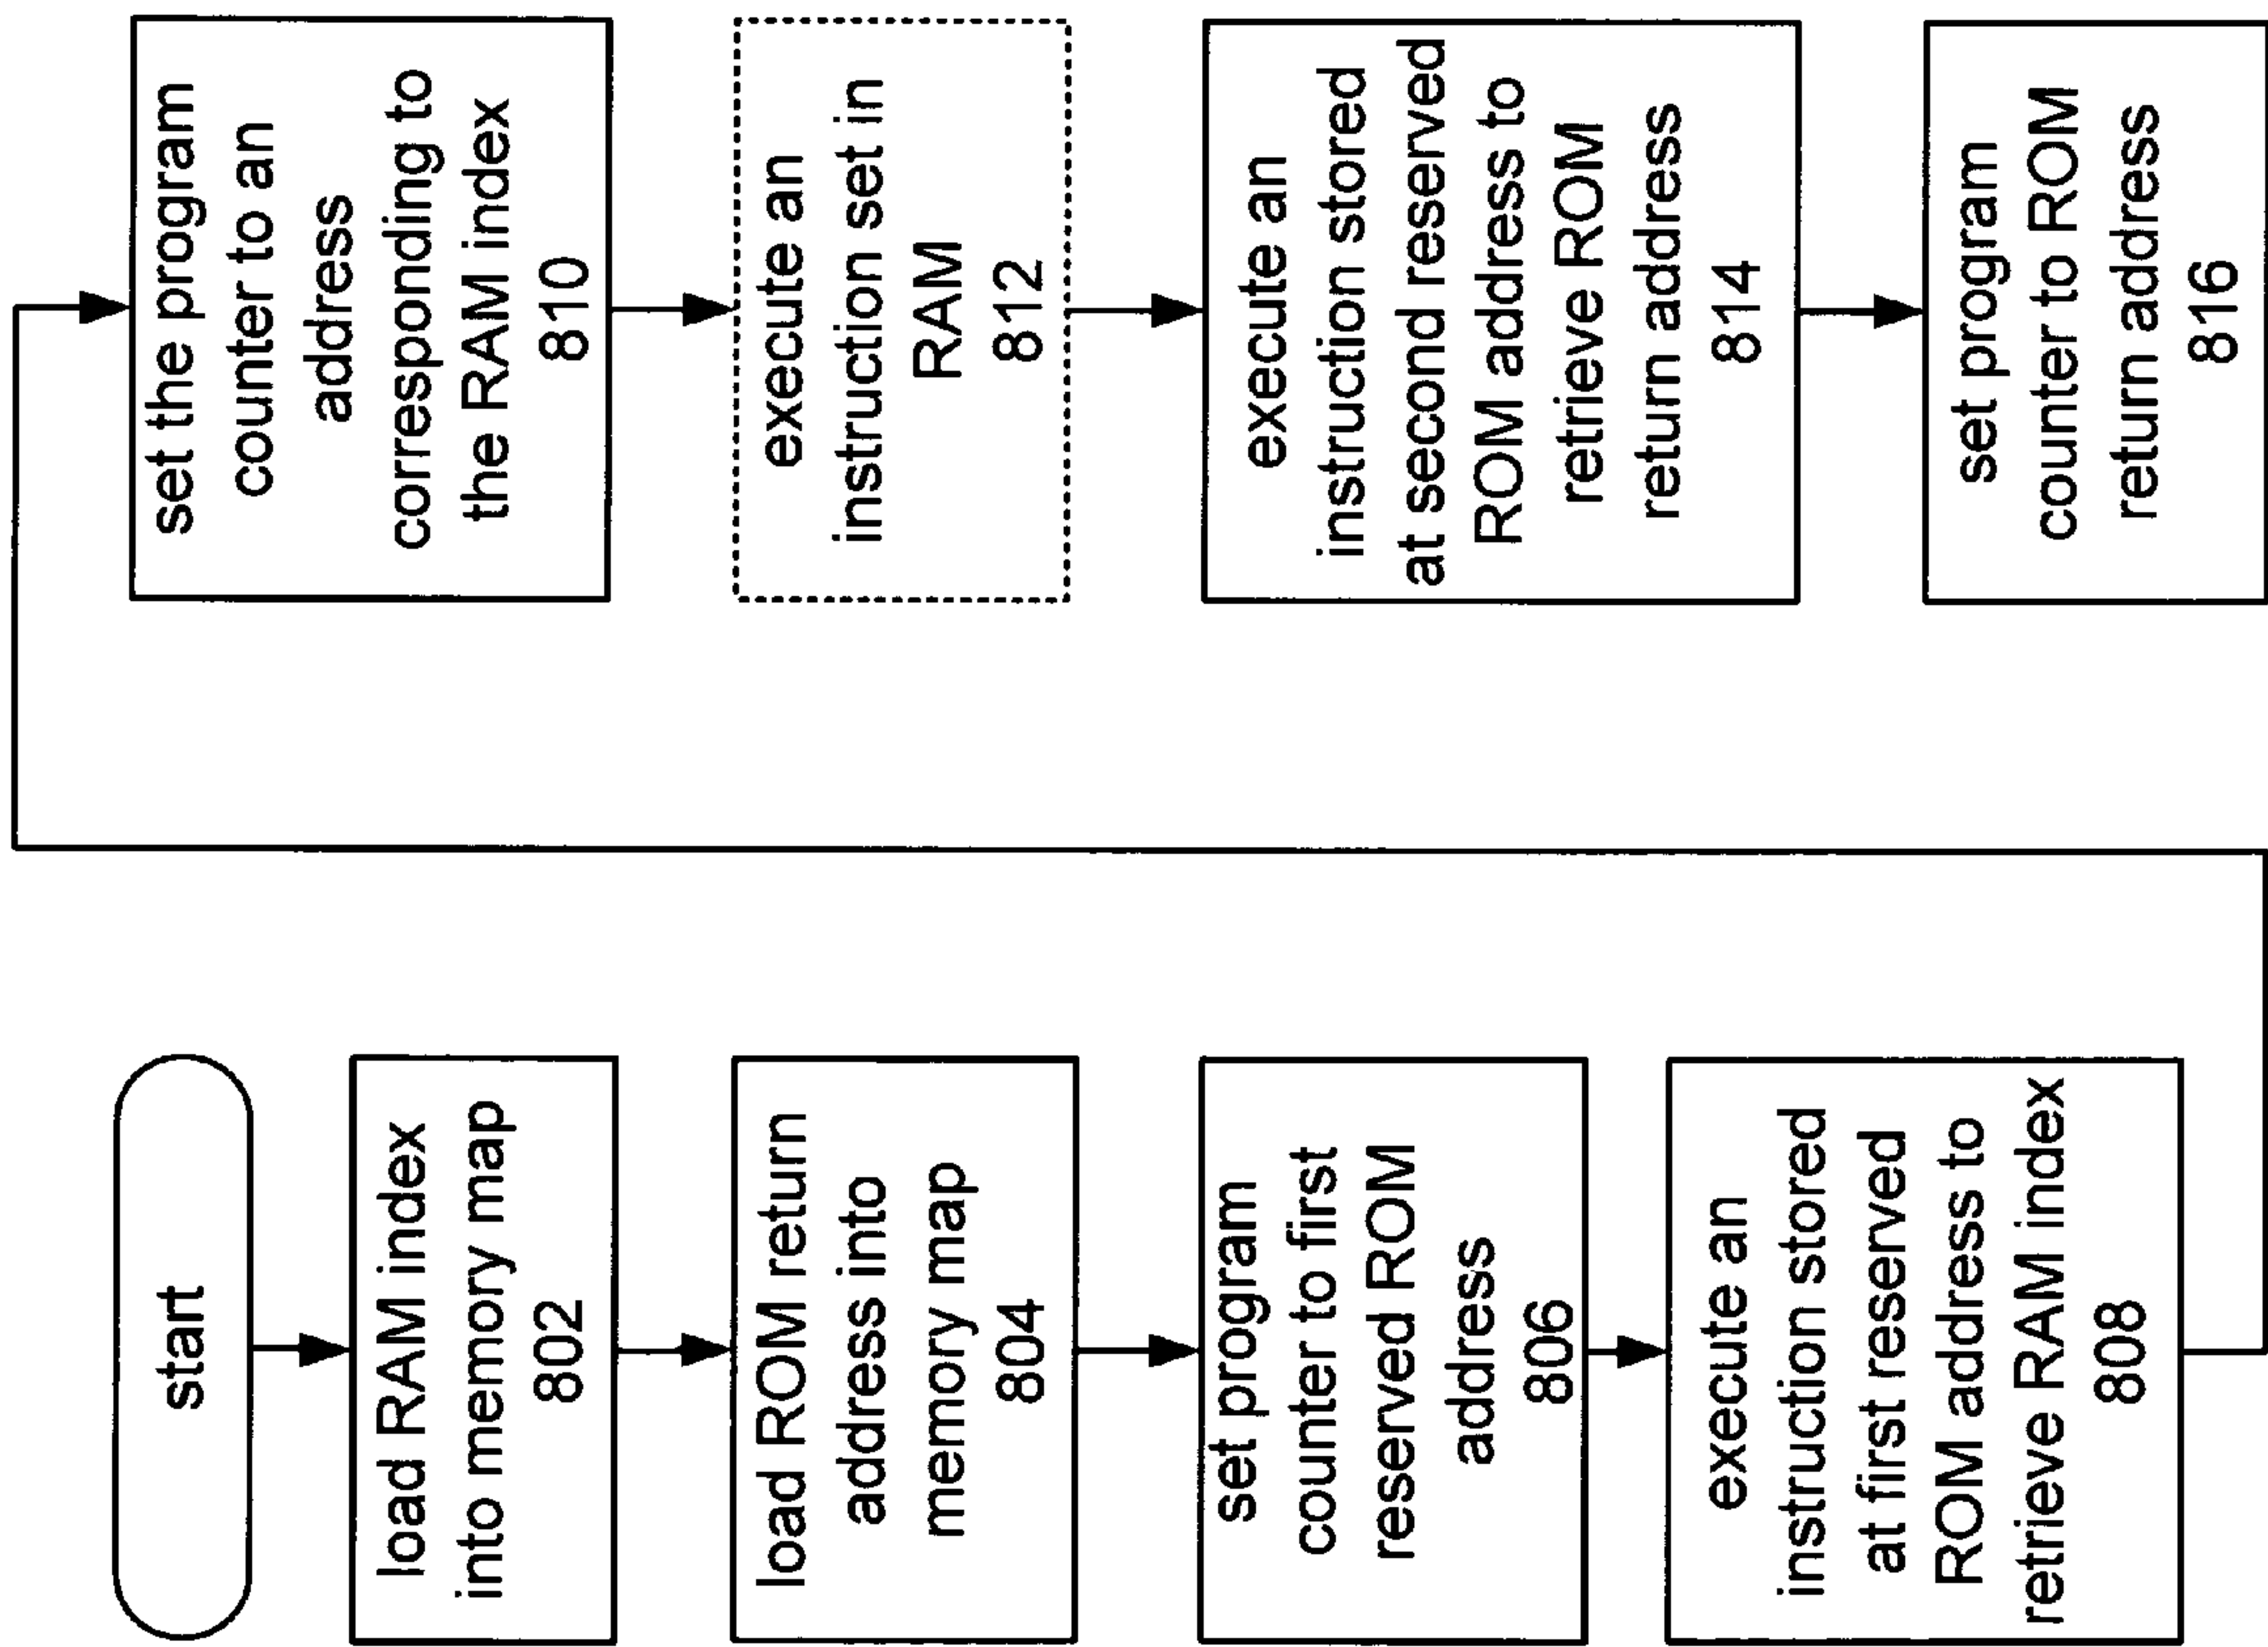 start
load RAM index
into memory map
802
load ROM return
address into
memory map
804
set program
counter to first
reserved ROM
address
806
execute an
instruction stored
at first reserved
ROM address to
retrieve RAM index
808
set the program
counter to an
address
corresponding to
the RAM index
810
execute an
instruction set in
RAM
812
execute an
instruction stored
at second reserved
ROM address to
retrieve ROM
return address
814
set program
counter to ROM
return address
816